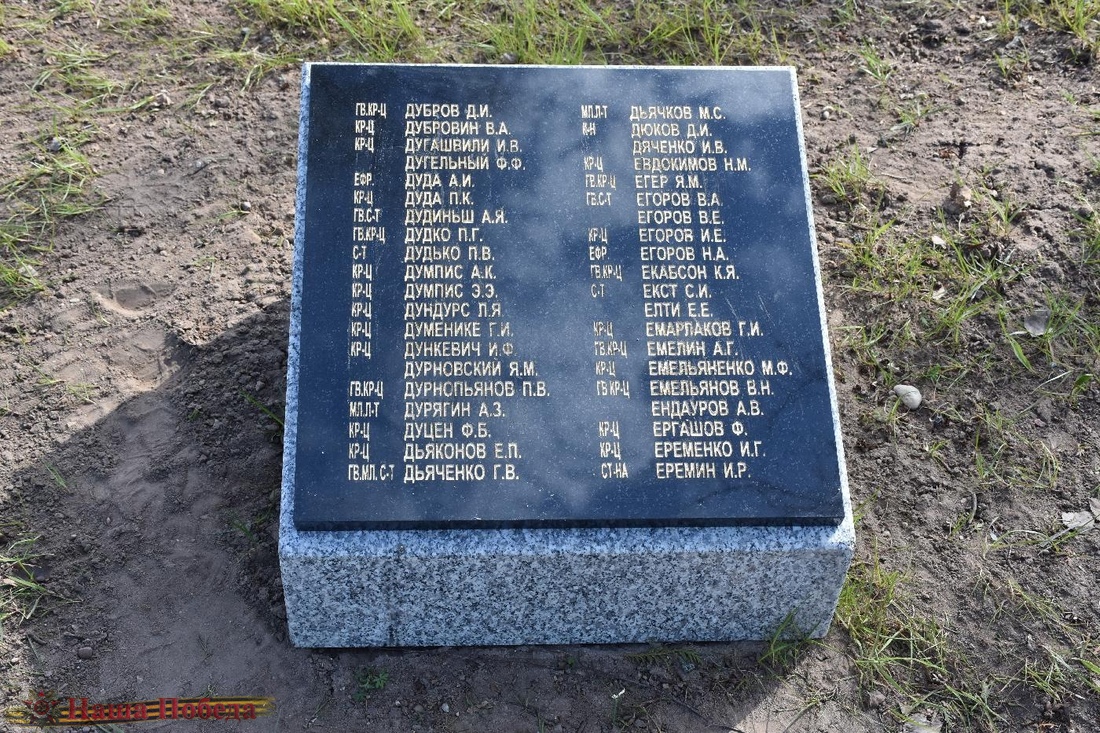 ГВ.КР-Ц ДУБРОВ Д.И.
КР-Ц ДУБРОВИН В.А.
КР-Ц ДУГАШВИЛИ И.В.
ДУГЕЛЬНЫЙ Ф.Ф.
ЕФР. ДУДА А.И.
КР-Ц ДУДА П.К.
ГВ.С-Т ДУДИНЬШ А.Я.
ГВ.КР-Ц ДУДКО П.Г.
С-Т ДУДЬКО П.В.
КР-Ц ДУМПИС А.К.
КР-Ц ДУМПИС Э.Э.
КР-Ц ДУНДУРС Л.Я.
КР-Ц ДУМЕНИКЕ Г.И.
КР-Ц ДУНКЕВИЧ И.Ф.
ДУРНОВСКИЙ Я.М.
ГВ.КР-Ц ДУРНОПЬЯНОВ П.В.
МЛ.Л-Т ДУРЯГИН А.З.
КР-Ц ДУЦЕН Ф.Б.
КР-Ц ДЬЯКОНОВ Е.П.
ГВ.МЛ. С-Т ДЬЯЧЕНКО Г.В.
МЛ.Л-Т ДЬЯЧКОВ М.С.
К-Н ДЮКОВ Д.И.
ДЯЧЕНКО И.В.
КР-Ц ЕВДОКИМОВ Н.М.
ГВ.КР-Ц ЕГЕР Я.М.
ГВ.С-Т ЕГОРОВ В.А.
ЕГОРОВ В.Е.
КР-Ц ЕГОРОВ И.Е.
ЕФР. ЕГОРОВ Н.А.
ГВ.КР-Ц ЕКАБСОН К.Я.
С-Т ЕКСТ С.И.
ЕЛТИ Е.Е.
КР-Ц ЕМАРЛАКОВ Г.И.
ГВ.КР-Ц ЕМЕЛИН А.Г.
КР-Ц ЕМЕЛЬЯНЕНКО М.Ф.
ГВ.КР-Ц ЕМЕЛЬЯНОВ В.Н.
ЕНДАУРОВ А.В.
КР-Ц ЕРГАШОВ Ф.
КР-Ц ЕРЕМЕНКО И.Г.
СТ-НА ЕРЕМИН И.Р.
Наша Победа